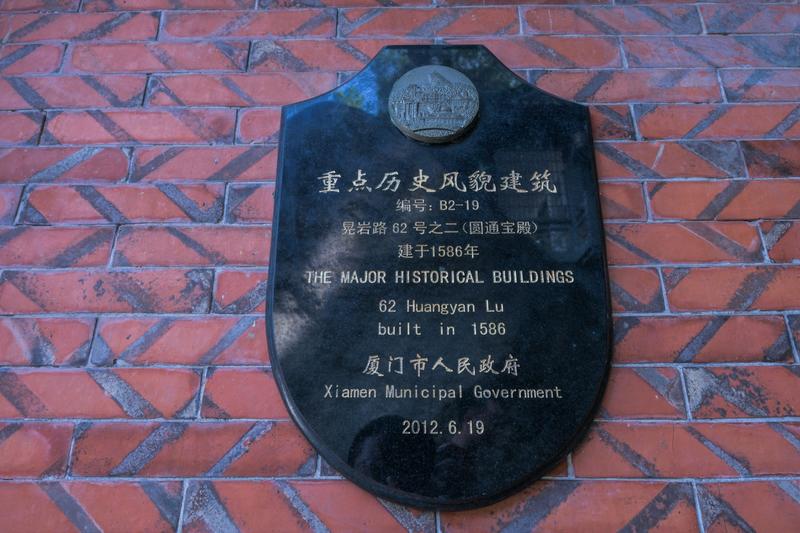 重点历史风貌建筑
编号：B2-19
晃岩路 62 号之二（圆通宝殿）
建于1586年
THE MAJOR HISTORICAL BUILDINGS
62 Huangyan Lu
built in 1586
厦门市人民政府
Xiamen Municipal Government
2012.6.19